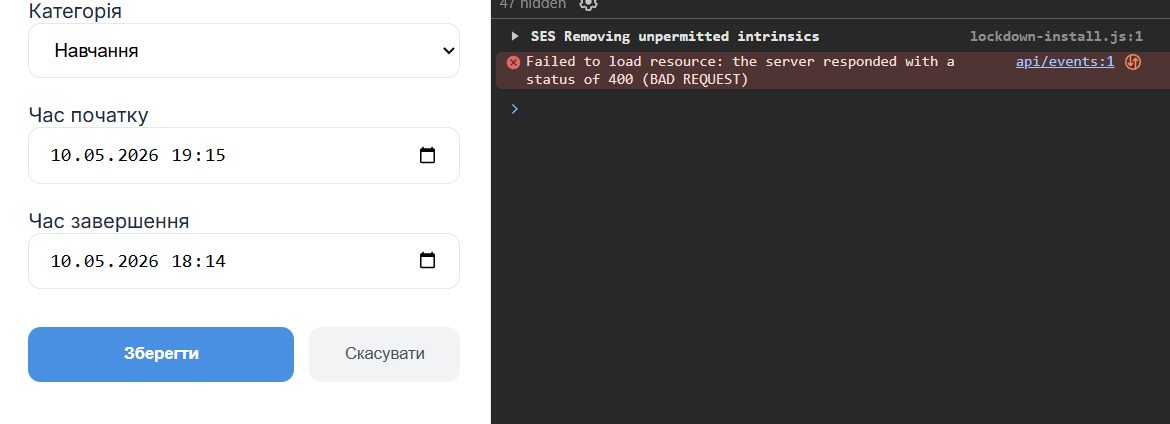 Категорія
Навчання
Час початку
10.05.2026 19:15
Час завершення
10.05.2026 18:14
Зберегти
Скасувати
47 hidden
SES Removing unpermitted intrinsics
lockdown-install.js:1
Failed to load resource: the server responded with a
api/events:1
status of 400 (BAD REQUEST)